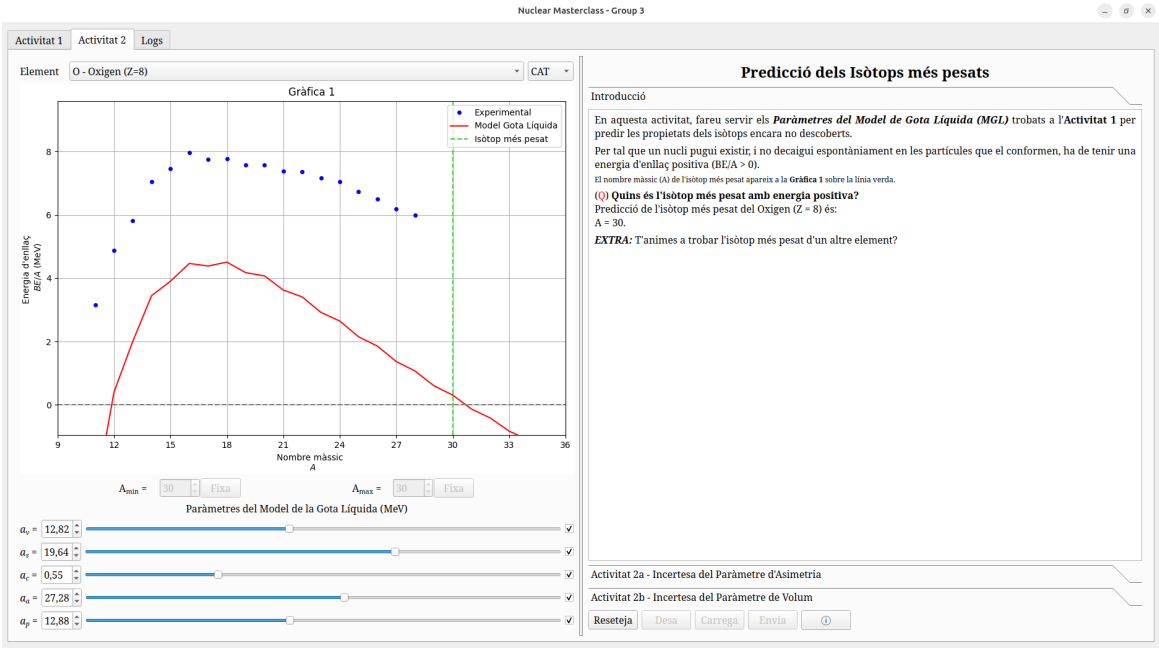 Nuclear Masterclass - Group 3
Activitat 1
Activitat 2
Logs
Element
O - Oxigen (Z=8)
CAT
Gràfica 1
Experimental
Model Gota Líquida
Isòtop més pesat
8
6
4
2
0
Energia d'enllaç
BE/A (MeV)
9
12
15
18
21
24
27
30
33
36
Nombre màssic
A
Amin =
30
Fixa
Amax =
30
Fixa
Paràmetres del Model de la Gota Líquida (MeV)
av = 12,82
as = 19,64
ac = 0,55
aa = 27,28
ap = 12,88
Predicció dels Isòtops més pesats
Introducció
En aquesta activitat, fareu servir els Paràmetres del Model de Gota Líquida (MGL) trobats a l'Activitat 1 per
predir les propietats dels isòtops encara no descoberts.
Per tal que un nucli pugui existir, i no decaigui espontàniament en les partícules que el conformen, ha de tenir una
energia d'enllaç positiva (BE/A > 0).
El nombre màssic (A) de l'isòtop més pesat apareix a la Gràfica 1 sobre la línia verda.
(Q) Quins és l'isòtop més pesat amb energia positiva?
Predicció de l'isòtop més pesat del Oxigen (Z = 8) és:
A = 30.
EXTRA: T'animes a trobar l'isòtop més pesat d'un altre element?
Activitat 2a - Incertesa del Paràmetre d'Asimetria
Activitat 2b - Incertesa del Paràmetre de Volum
Reseteja
Desa
Carrega
Envia